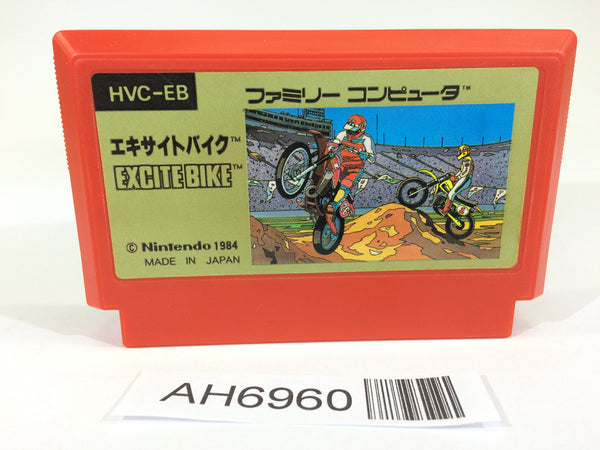 HVC-EB
ファミリー コンピュータ™
エキサイトバイク™
EXCITEBIKE™
© Nintendo 1984
MADE IN JAPAN
AH6960